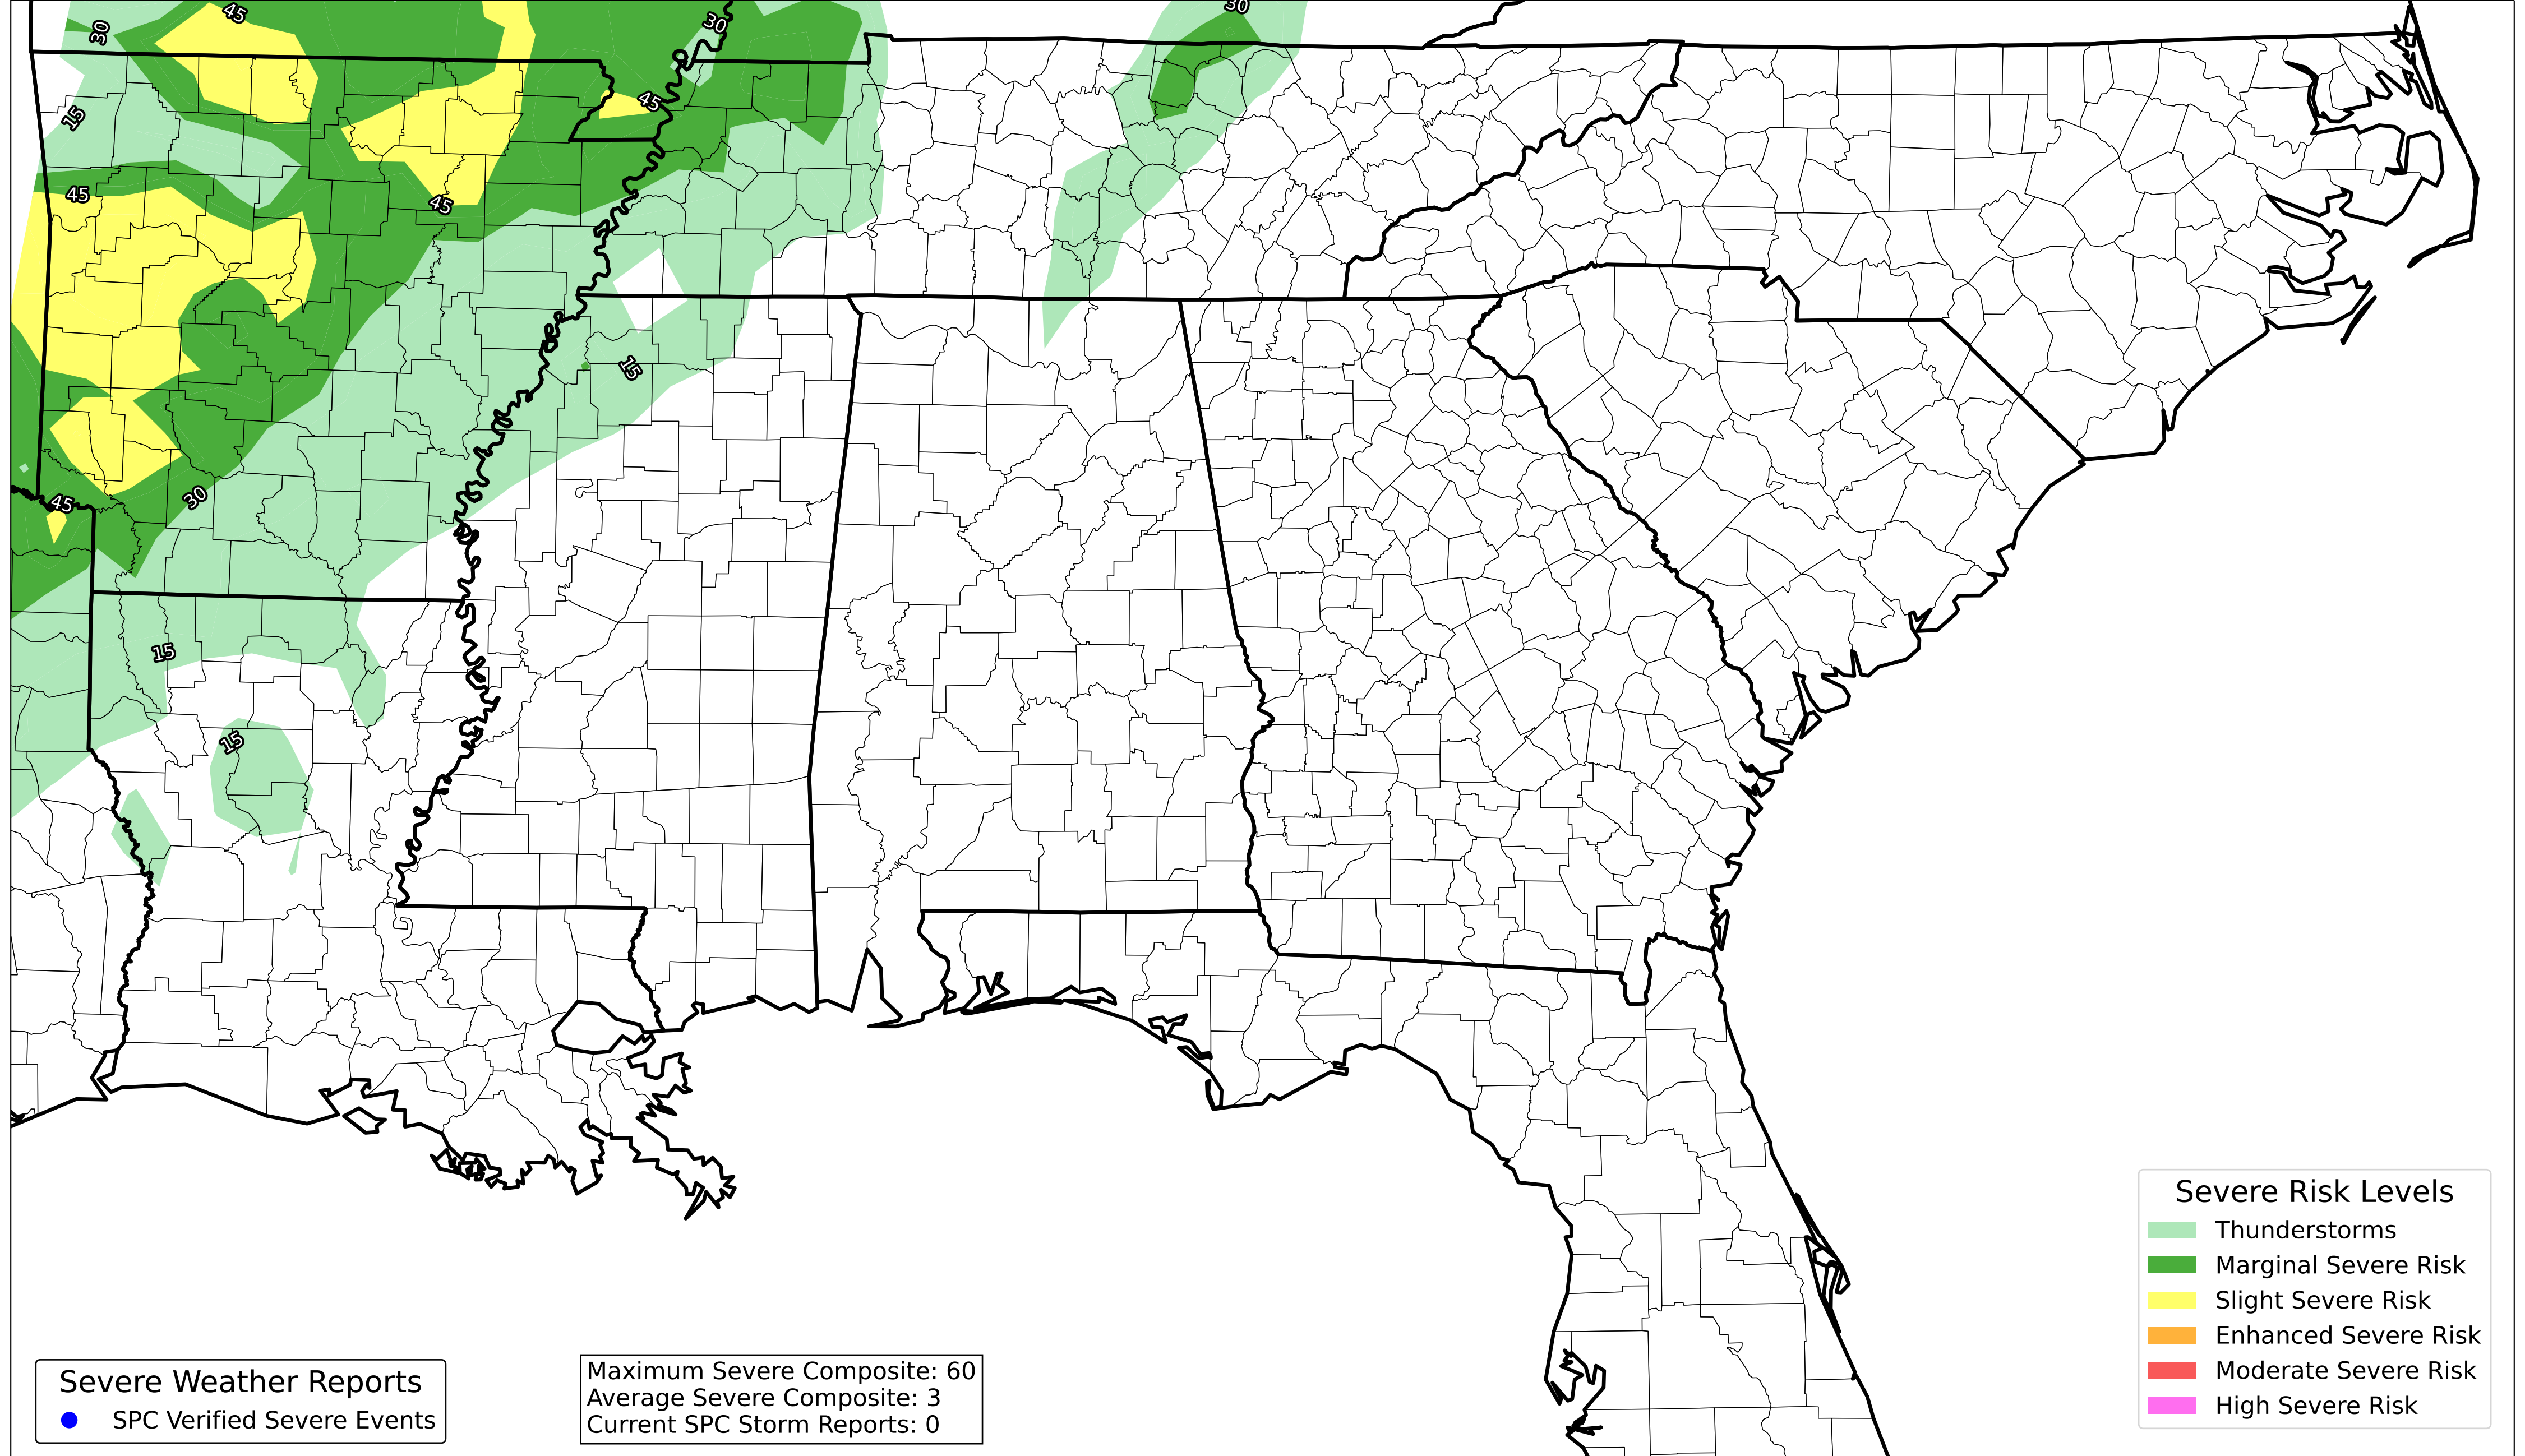 45
30
30
30
15
45
45
45
15
45
30
15
15
Severe Risk Levels
Thunderstorms
Marginal Severe Risk
Slight Severe Risk
Enhanced Severe Risk
Moderate Severe Risk
High Severe Risk
Severe Weather Reports
SPC Verified Severe Events
Maximum Severe Composite: 60
Average Severe Composite: 3
Current SPC Storm Reports: 0